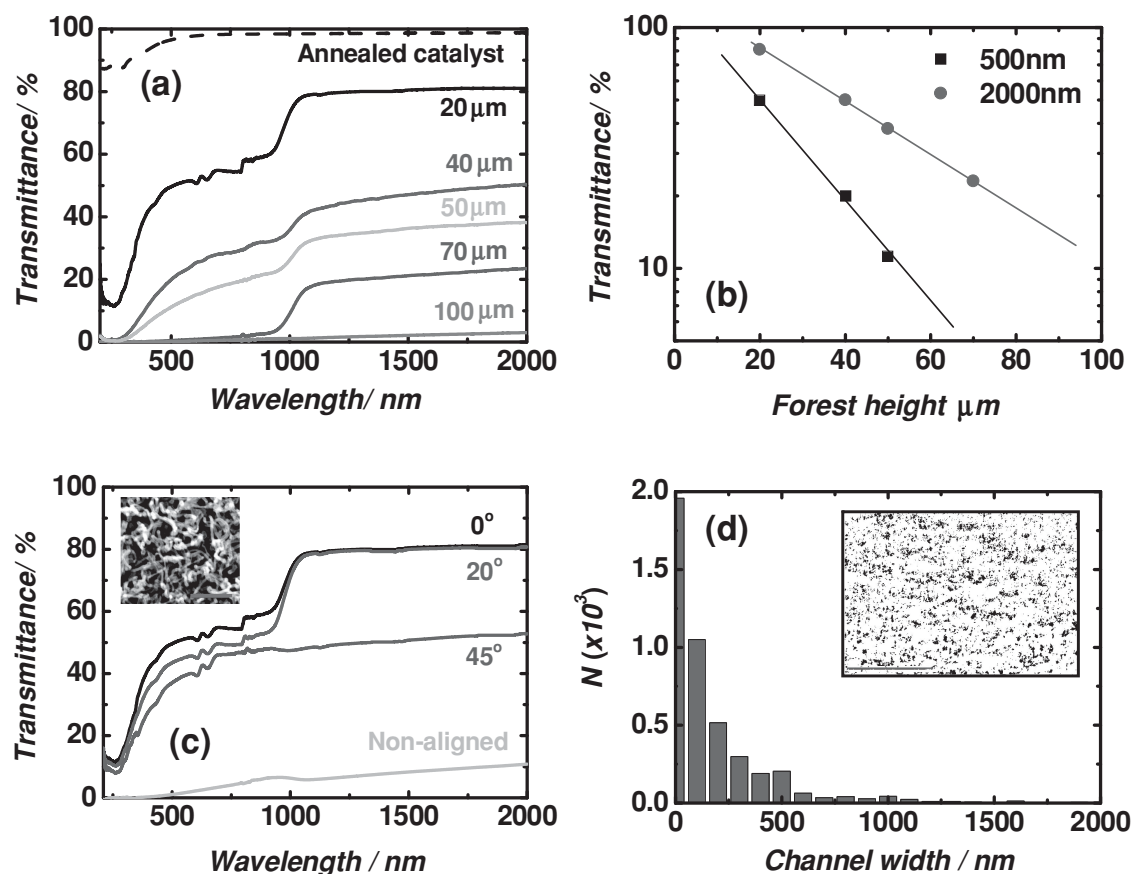 100
80
60
40
20
0
Transmittance/ %
(a)
Annealed catalyst
20 μm
40 μm
50μm
70 μm
100 μm
500
1000
1500
2000
Wavelength/ nm
100
10
Transmittance/ %
500nm
2000nm
(b)
0
20
40
60
80
100
Forest height μm
100
80
60
40
20
0
Transmittance/ %
0°
20°
45°
Non-aligned
(c)
500
1000
1500
2000
Wavelength / nm
2.0
1.5
1.0
0.5
0.0
N (x10³)
(d)
0
500
1000
1500
2000
Channel width / nm